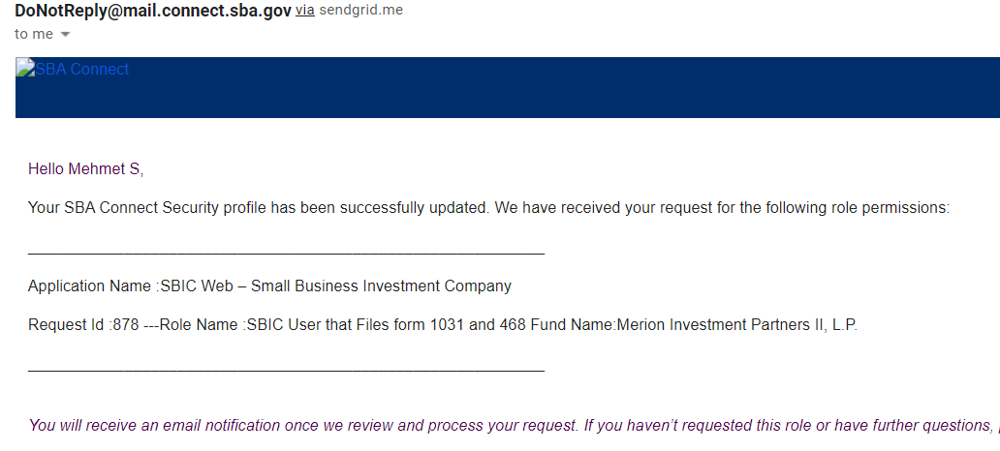 DoNotReply@mail.connect.sba.gov via sendgrid.me
to me
SBA Connect
Hello Mehmet S,
Your SBA Connect Security profile has been successfully updated. We have received your request for the following role permissions:
Application Name :SBIC Web – Small Business Investment Company
Request Id :878 ---Role Name :SBIC User that Files form 1031 and 468 Fund Name:Merion Investment Partners II, L.P.
You will receive an email notification once we review and process your request. If you haven’t requested this role or have further questions,